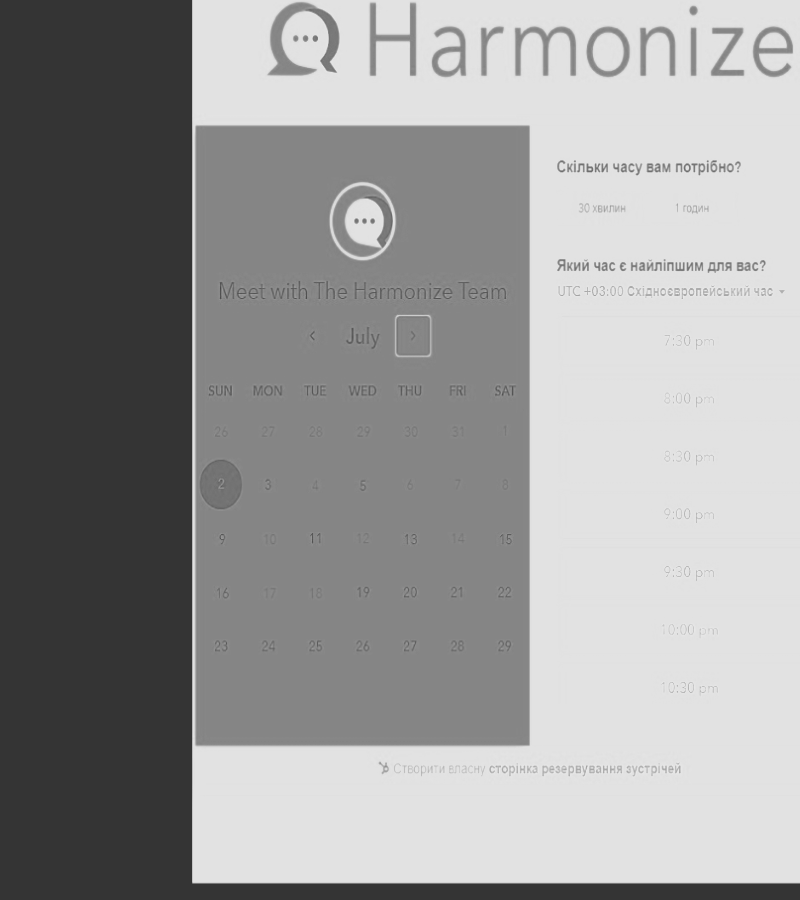 Harmonize
Meet with The Harmonize Team
July
SUN MON TUE WED THU FRI SAT
26 27 28 29 30 31 1
2 3 4 5 6 7 8
9 10 11 12 13 14 15
16 17 18 19 20 21 22
23 24 25 26 27 28 29
Скільки часу вам потрібно?
30 хвилин 1 годин
Який час є найліпшим для вас?
UTC +03:00 Східноєвропейський час
7:30 pm
8:00 pm
8:30 pm
9:00 pm
9:30 pm
10:00 pm
10:30 pm
Створити власну сторінка резервування зустрічей